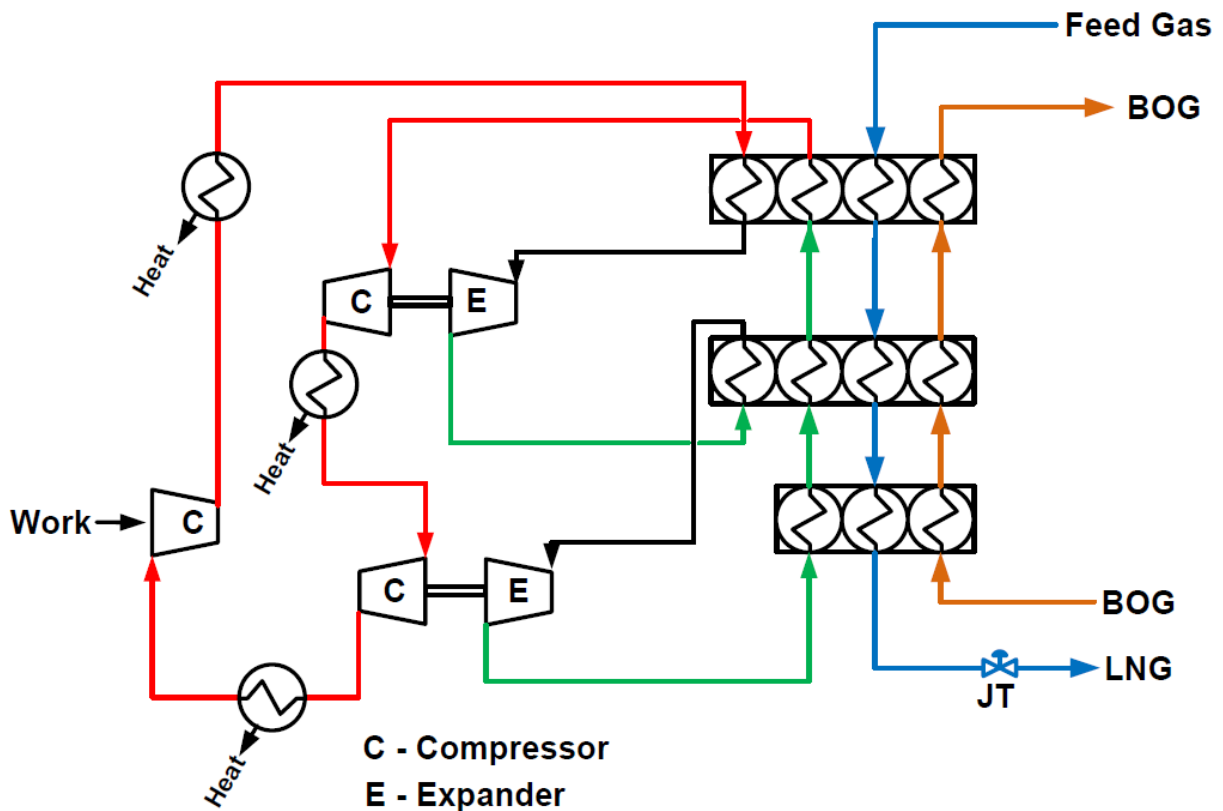 Feed Gas
BOG
Heat
C
E
Heat
Work
C
C
E
BOG
LNG
JT
Heat
C - Compressor
E - Expander